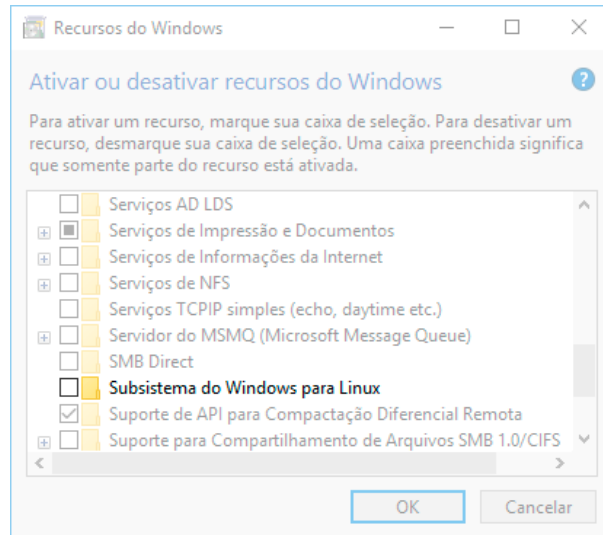 Recursos do Windows
Ativar ou desativar recursos do Windows
Para ativar um recurso, marque sua caixa de seleção. Para desativar um
recurso, desmarque sua caixa de seleção. Uma caixa preenchida significa
que somente parte do recurso está ativada.
Serviços AD LDS
Serviços de Impressão e Documentos
Serviços de Informações da Internet
Serviços de NFS
Serviços TCPIP simples (echo, daytime etc.)
Servidor do MSMQ (Microsoft Message Queue)
SMB Direct
Subsistema do Windows para Linux
Suporte de API para Compactação Diferencial Remota
Suporte para Compartilhamento de Arquivos SMB 1.0/CIFS
OK Cancelar